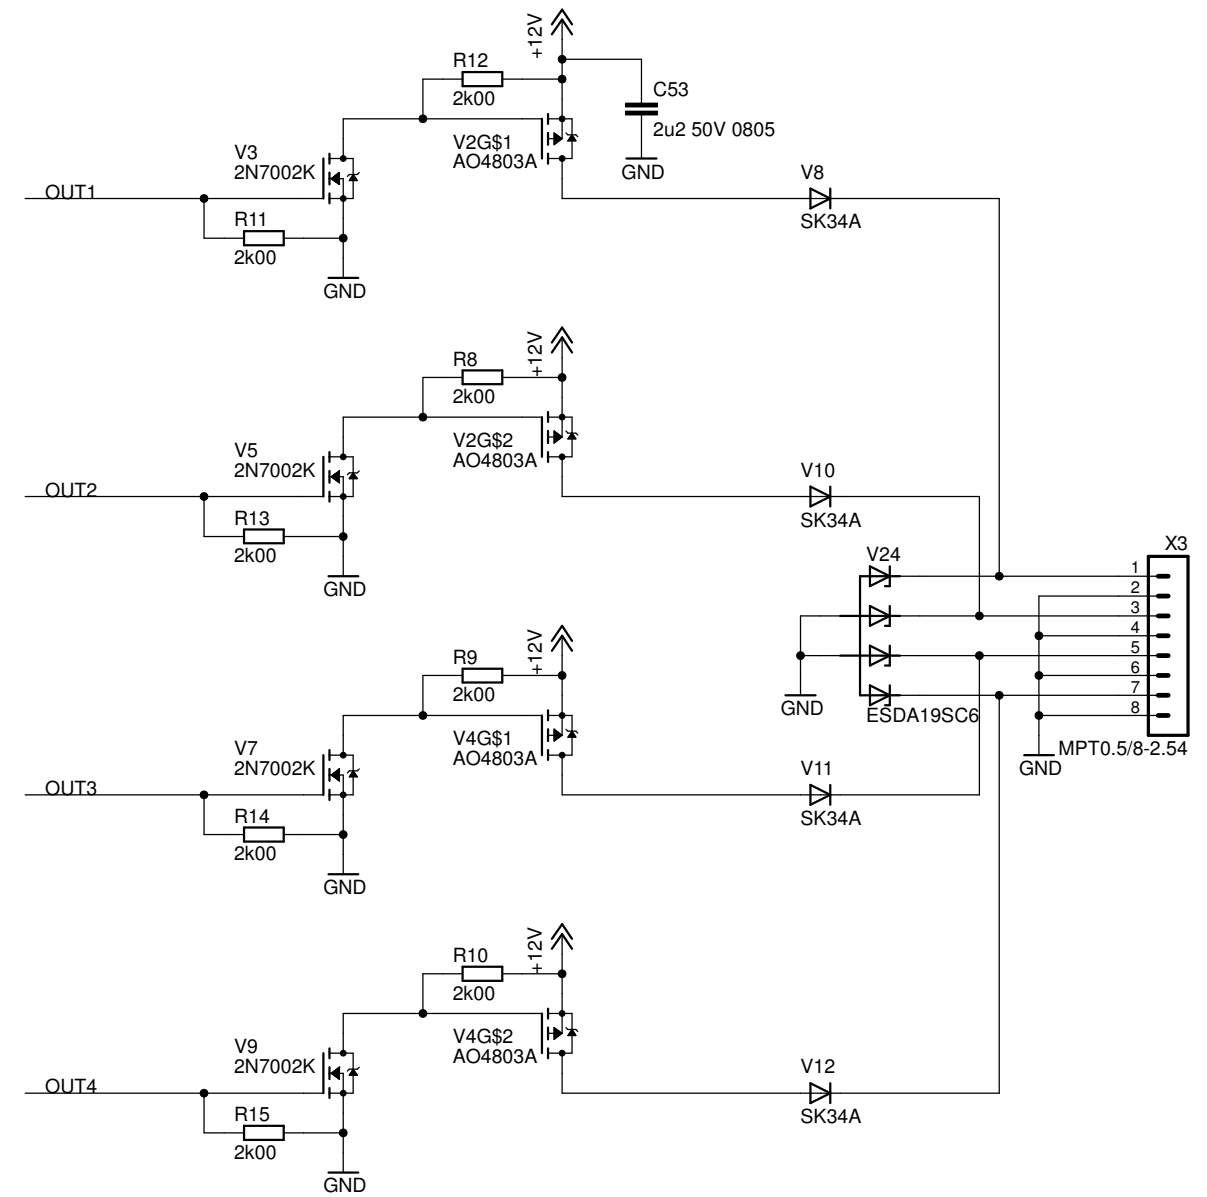 +12V
R12
2k00
C53
2u2 50V 0805
GND
V2G$1
AO4803A
V3
2N7002K
OUT1
R11
2k00
GND
V8
SK34A
+12V
R8
2k00
V2G$2
AO4803A
V5
2N7002K
OUT2
R13
2k00
GND
V10
SK34A
V24
ESDA19SC6
GND
X3
1
2
3
4
5
6
7
8
MPT0.5/8-2.54
GND
+12V
R9
2k00
V4G$1
AO4803A
V7
2N7002K
OUT3
R14
2k00
GND
V11
SK34A
+12V
R10
2k00
V4G$2
AO4803A
V9
2N7002K
OUT4
R15
2k00
GND
V12
SK34A